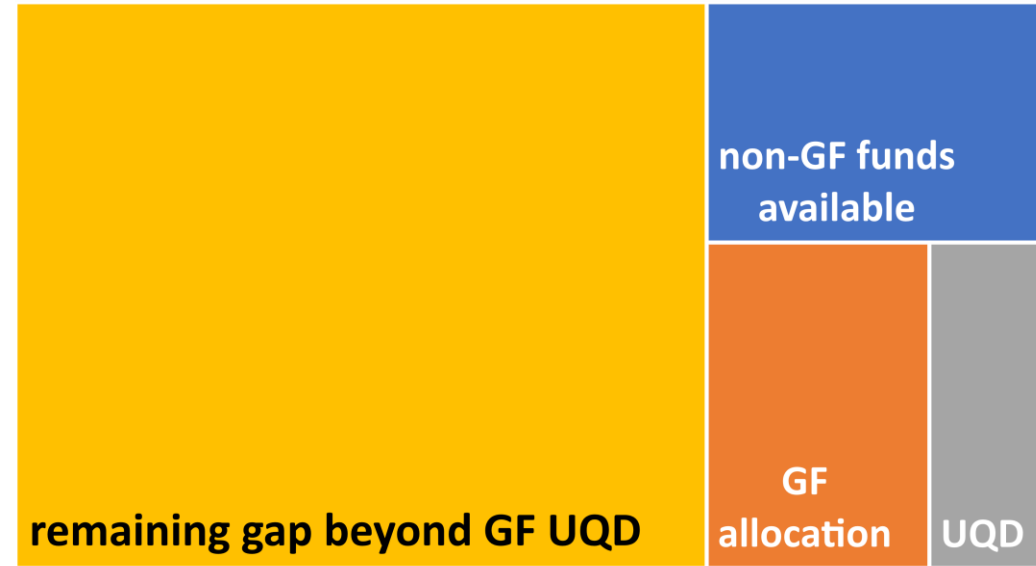 non-GF funds
available
GF
allocation
UQD
remaining gap beyond GF UQD